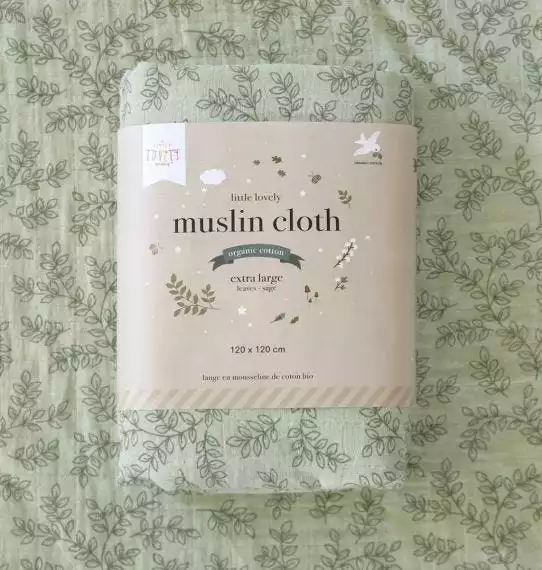 little lovely
muslin cloth
organic cotton
extra large
leaves - sage
120 x 120 cm
lange en mousseline de coton bio